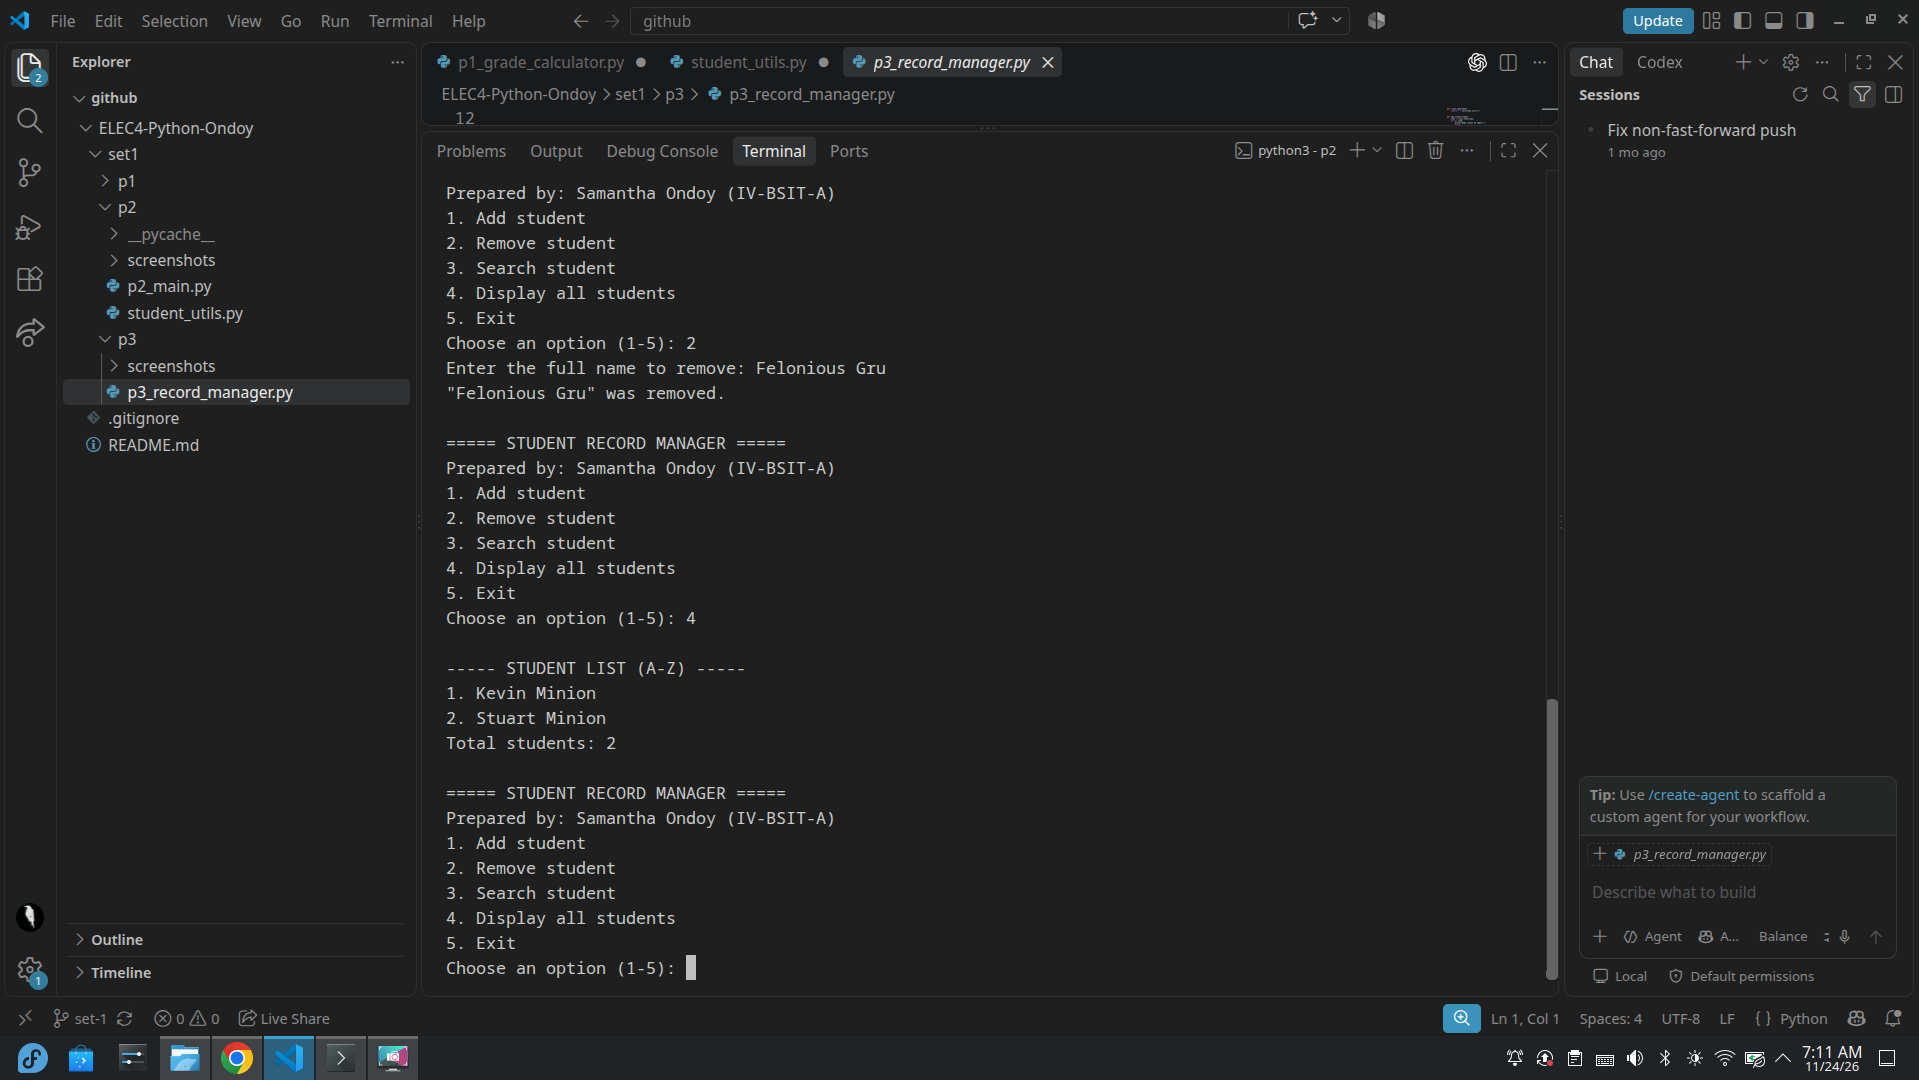 File Edit Selection View Go Run Terminal Help
github
Update
Explorer
2
github
ELEC4-Python-Ondoy
set1
p1
p2
__pycache__
screenshots
p2_main.py
student_utils.py
p3
screenshots
p3_record_manager.py
.gitignore
README.md
Outline
Timeline
1
p1_grade_calculator.py
student_utils.py
p3_record_manager.py
ELEC4-Python-Ondoy > set1 > p3 > p3_record_manager.py
12
Problems Output Debug Console Terminal Ports
python3 - p2
Prepared by: Samantha Ondoy (IV-BSIT-A)
1. Add student
2. Remove student
3. Search student
4. Display all students
5. Exit
Choose an option (1-5): 2
Enter the full name to remove: Felonious Gru
"Felonious Gru" was removed.
===== STUDENT RECORD MANAGER =====
Prepared by: Samantha Ondoy (IV-BSIT-A)
1. Add student
2. Remove student
3. Search student
4. Display all students
5. Exit
Choose an option (1-5): 4
----- STUDENT LIST (A-Z) -----
1. Kevin Minion
2. Stuart Minion
Total students: 2
===== STUDENT RECORD MANAGER =====
Prepared by: Samantha Ondoy (IV-BSIT-A)
1. Add student
2. Remove student
3. Search student
4. Display all students
5. Exit
Choose an option (1-5):
Chat Codex
Sessions
Fix non-fast-forward push
1 mo ago
Tip: Use /create-agent to scaffold a
custom agent for your workflow.
p3_record_manager.py
Describe what to build
Agent A... Balance
Local Default permissions
set-1 0 0 Live Share
Ln 1, Col 1 Spaces: 4 UTF-8 LF { } Python
7:11 AM
11/24/26